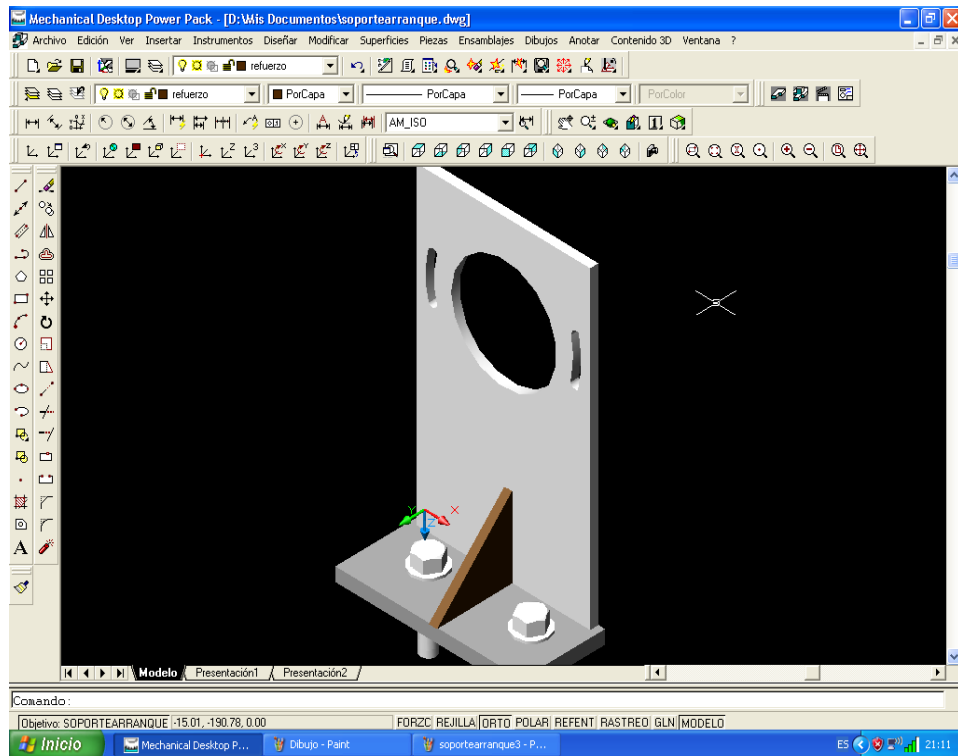 Mechanical Desktop Power Pack - [D:\Mis Documentos\soportearranque.dwg]
Archivo Edición Ver Insertar Instrumentos Diseñar Modificar Superficies Piezas Ensamblajes Dibujos Anotar Contenido 3D Ventana ?
refuerzo
refuerzo PorCapa PorCapa PorCapa PorColor
AM_ISO
Y X
Z
Modelo Presentación1 Presentación2
Comando:
Objetivo: SOPORTEARRANQUE -15.01, -190.78, 0.00 FORZC REJILLA ORTO POLAR REFENT RASTREO GLN MODELO
Inicio Mechanical Desktop P... Dibujo - Paint soportearranque3 - P... ES 21:11